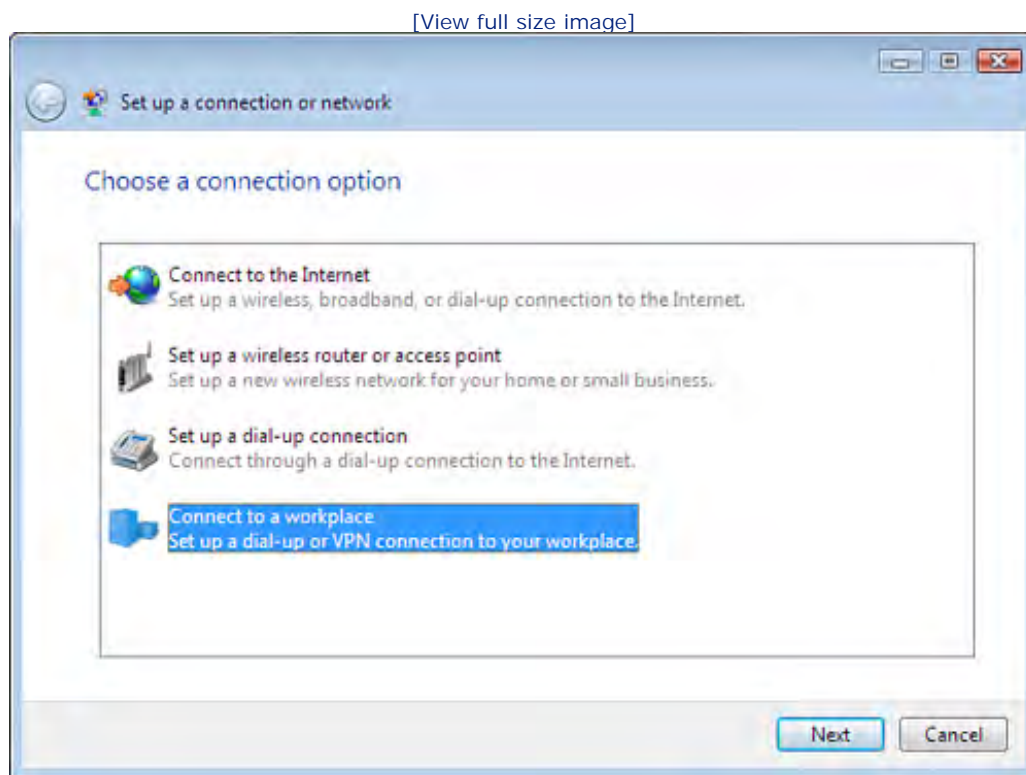 [View full size image]
Set up a connection or network
Choose a connection option
Connect to the Internet
Set up a wireless, broadband, or dial-up connection to the Internet.
Set up a wireless router or access point
Set up a new wireless network for your home or small business.
Set up a dial-up connection
Connect through a dial-up connection to the Internet.
Connect to a workplace
Set up a dial-up or VPN connection to your workplace.
Next Cancel